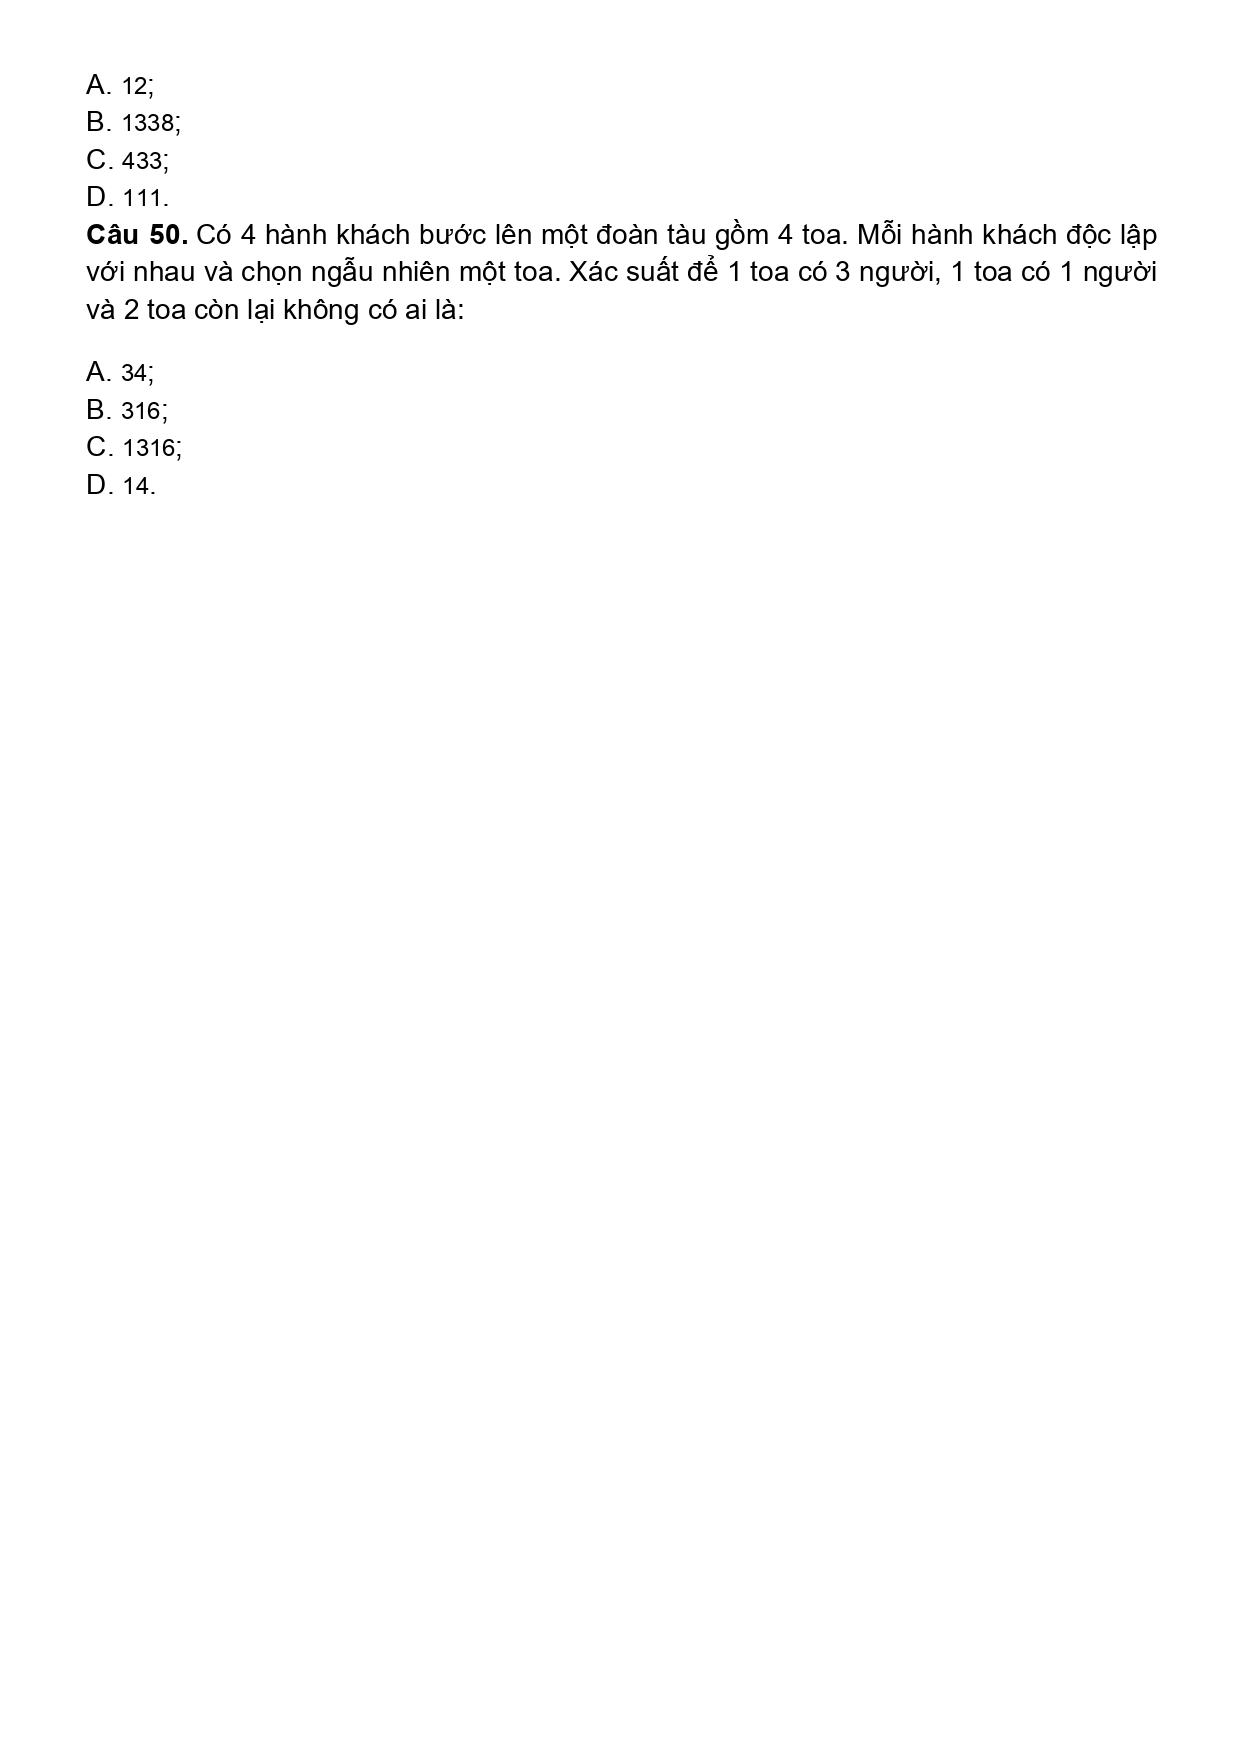 A. 12;
B. 1338;
C. 433;
D. 111.
Câu 50. Có 4 hành khách bước lên một đoàn tàu gồm 4 toa. Mỗi hành khách độc lập
với nhau và chọn ngẫu nhiên một toa. Xác suất để 1 toa có 3 người, 1 toa có 1 người
và 2 toa còn lại không có ai là:
A. 34;
B. 316;
C. 1316;
D. 14.